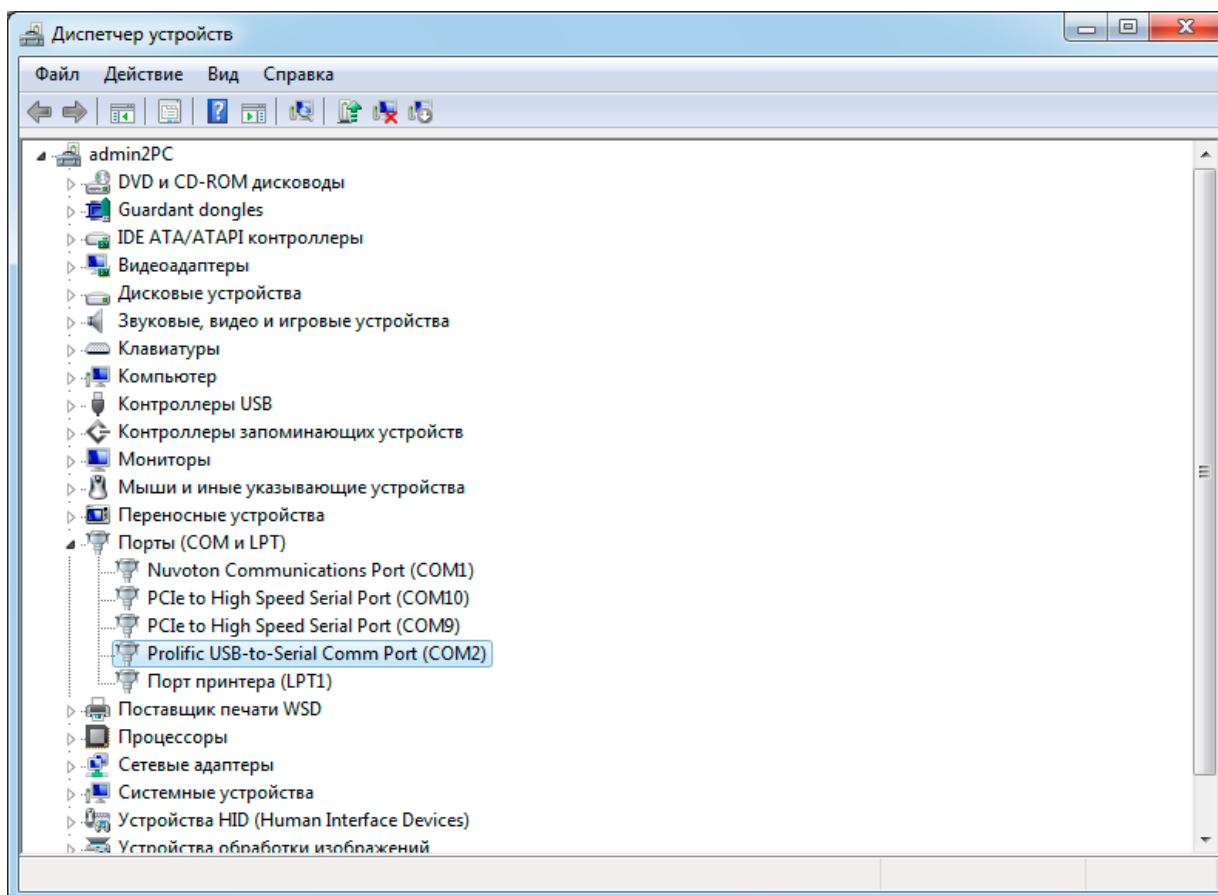 Диспетчер устройств
Файл Действие Вид Справка
admin2PC
DVD и CD-ROM дисководы
Guardant dongles
IDE ATA/ATAPI контроллеры
Видеоадаптеры
Дисковые устройства
Звуковые, видео и игровые устройства
Клавиатуры
Компьютер
Контроллеры USB
Контроллеры запоминающих устройств
Мониторы
Мыши и иные указывающие устройства
Переносные устройства
Порты (COM и LPT)
Nuvoton Communications Port (COM1)
PCIe to High Speed Serial Port (COM10)
PCIe to High Speed Serial Port (COM9)
Prolific USB-to-Serial Comm Port (COM2)
Порт принтера (LPT1)
Поставщик печати WSD
Процессоры
Сетевые адаптеры
Системные устройства
Устройства HID (Human Interface Devices)
Устройства обработки изображений